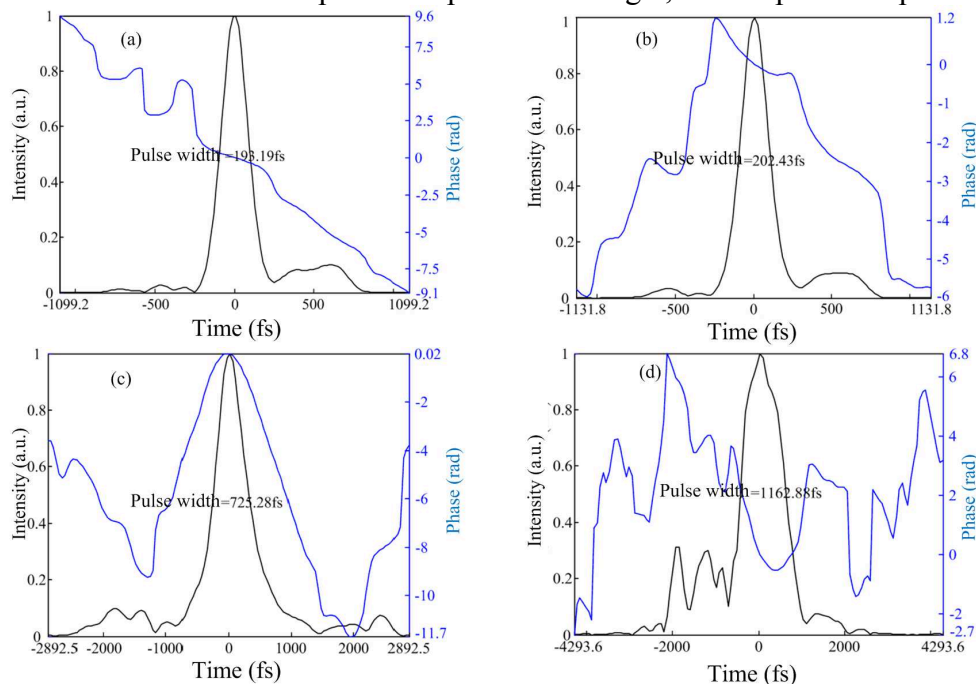 (a)
Intensity (a.u.)
1
0.8
0.6
0.4
0.2
0
Pulse width=193.19fs
9.6
7.5
5
2.5
0
-2.5
-5
-7.5
-9.1
Phase (rad)
-1099.2 -500 0 500 1099.2
Time (fs)
(b)
Intensity (a.u.)
1
0.8
0.6
0.4
0.2
0
Pulse width=202.43fs
1.2
0
-1
-2
-3
-4
-5
-6
Phase (rad)
-1131.8 -500 0 500 1131.8
Time (fs)
(c)
Intensity (a.u.)
1
0.8
0.6
0.4
0.2
0
Pulse width=725.28fs
0.02
-2
-4
-6
-8
-10
-11.7
Phase (rad)
-2892.5 -2000 -1000 0 1000 2000 2892.5
Time (fs)
(d)
Intensity (a.u.)
1
0.8
0.6
0.4
0.2
0
Pulse width=1162.88fs
6.8
6
4
2
0
-2
-2.7
Phase (rad)
-4293.6 -2000 0 2000 4293.6
Time (fs)